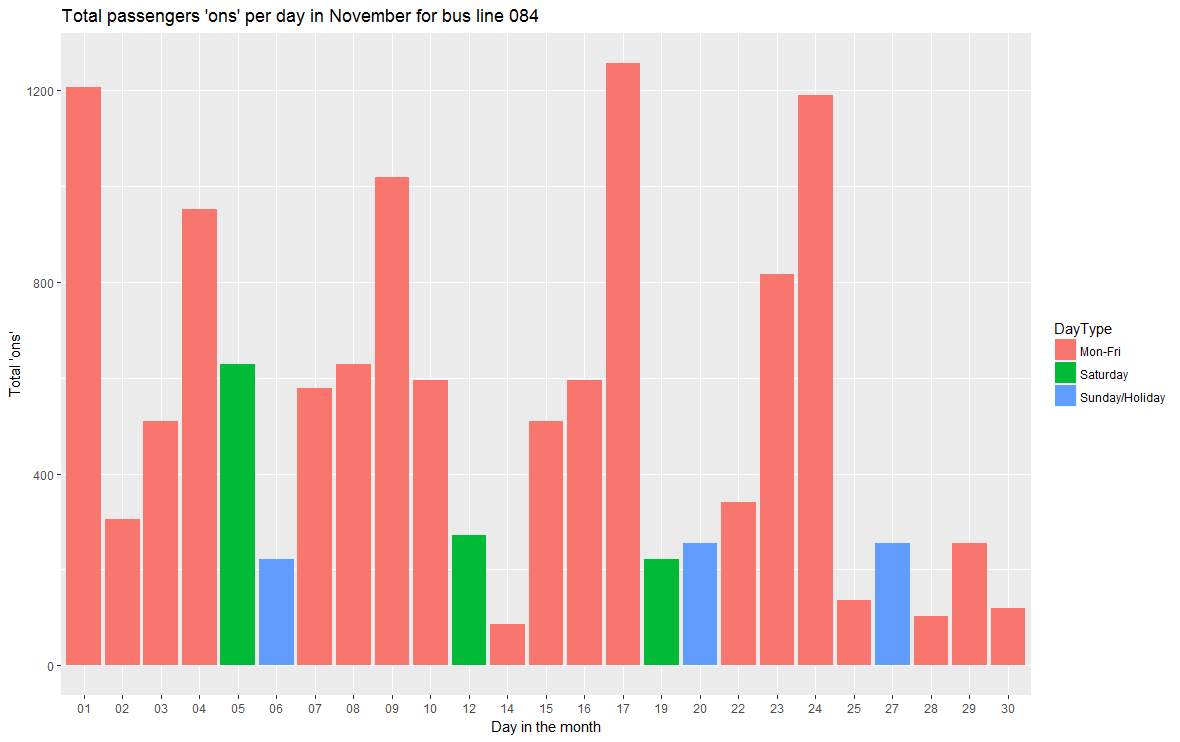 Total passengers 'ons' per day in November for bus line 084
Total 'ons'
1200
800
400
0
01 02 03 04 05 06 07 08 09 10 12 14 15 16 17 19 20 22 23 24 25 27 28 29 30
Day in the month
DayType
Mon-Fri
Saturday
Sunday/Holiday